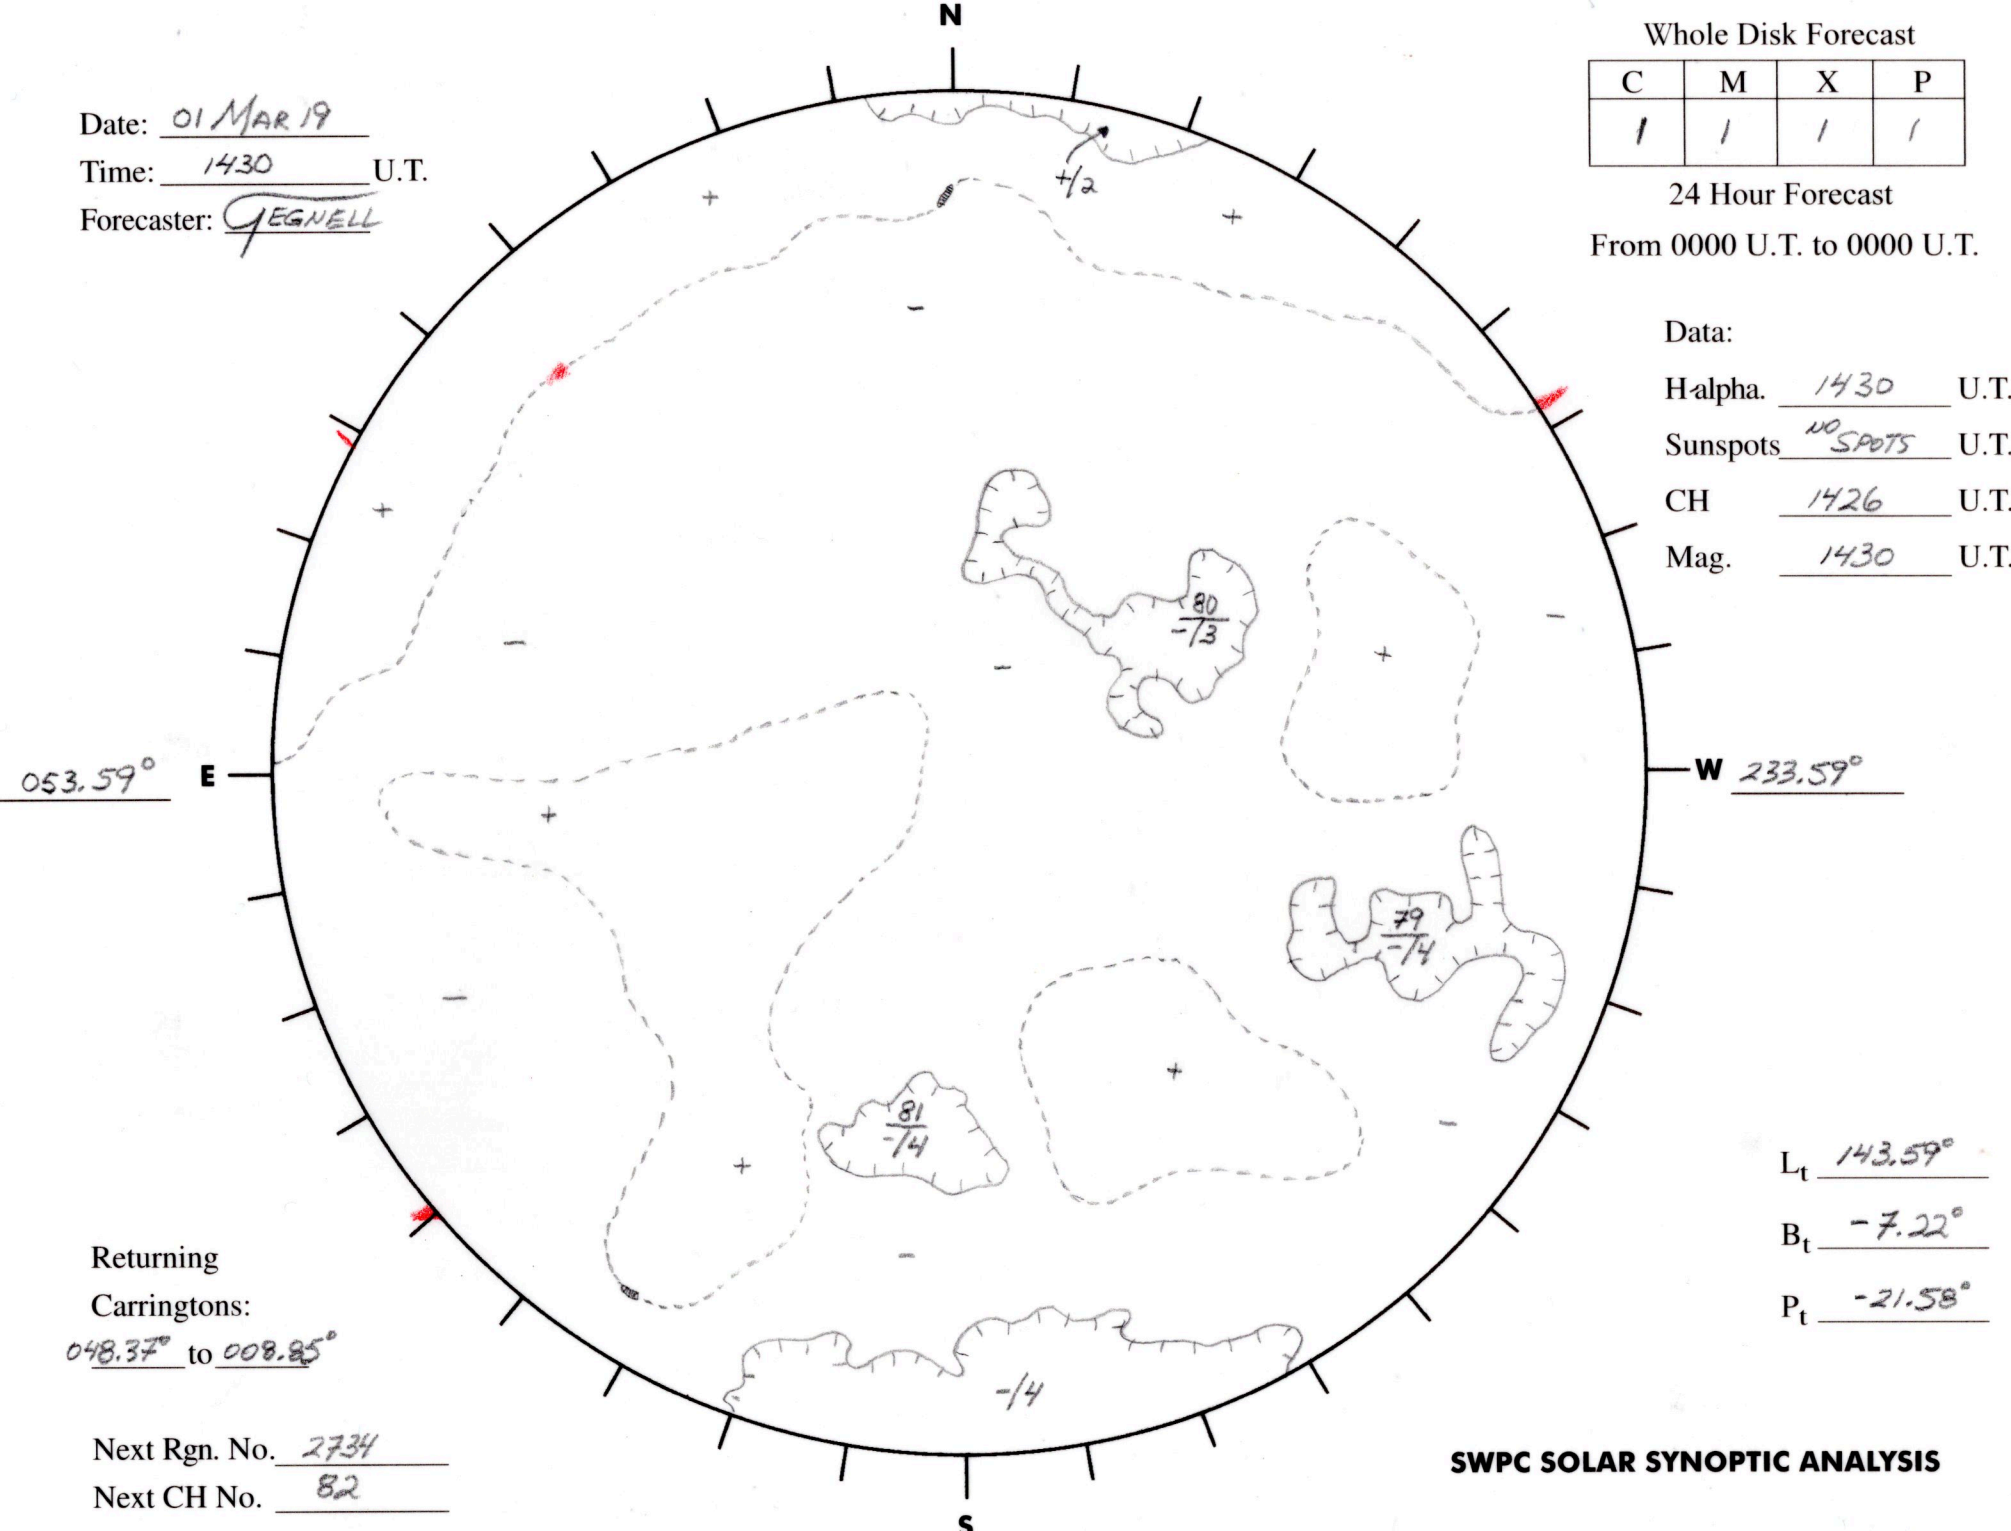 N
Date: 01 MAR 19
Time: 1430 U.T.
Forecaster: GEGNELL
Whole Disk Forecast
C M X P
1 1 1 1
24 Hour Forecast
From 0000 U.T. to 0000 U.T.
Data:
H-alpha. 1430 U.T.
Sunspots NO SPOTS U.T.
CH 1426 U.T.
Mag. 1430 U.T.
+/2
+
+
-
+
80
-/3
-
-
-
+
053.59° E
W 233.59°
+
79
-/4
-
+
81
-/4
-
+
-
-/4
Lt 143.59°
Bt -7.22°
Pt -21.58°
Returning
Carringtons:
048.37° to 008.85°
Next Rgn. No. 2734
Next CH No. 82
SWPC SOLAR SYNOPTIC ANALYSIS
S